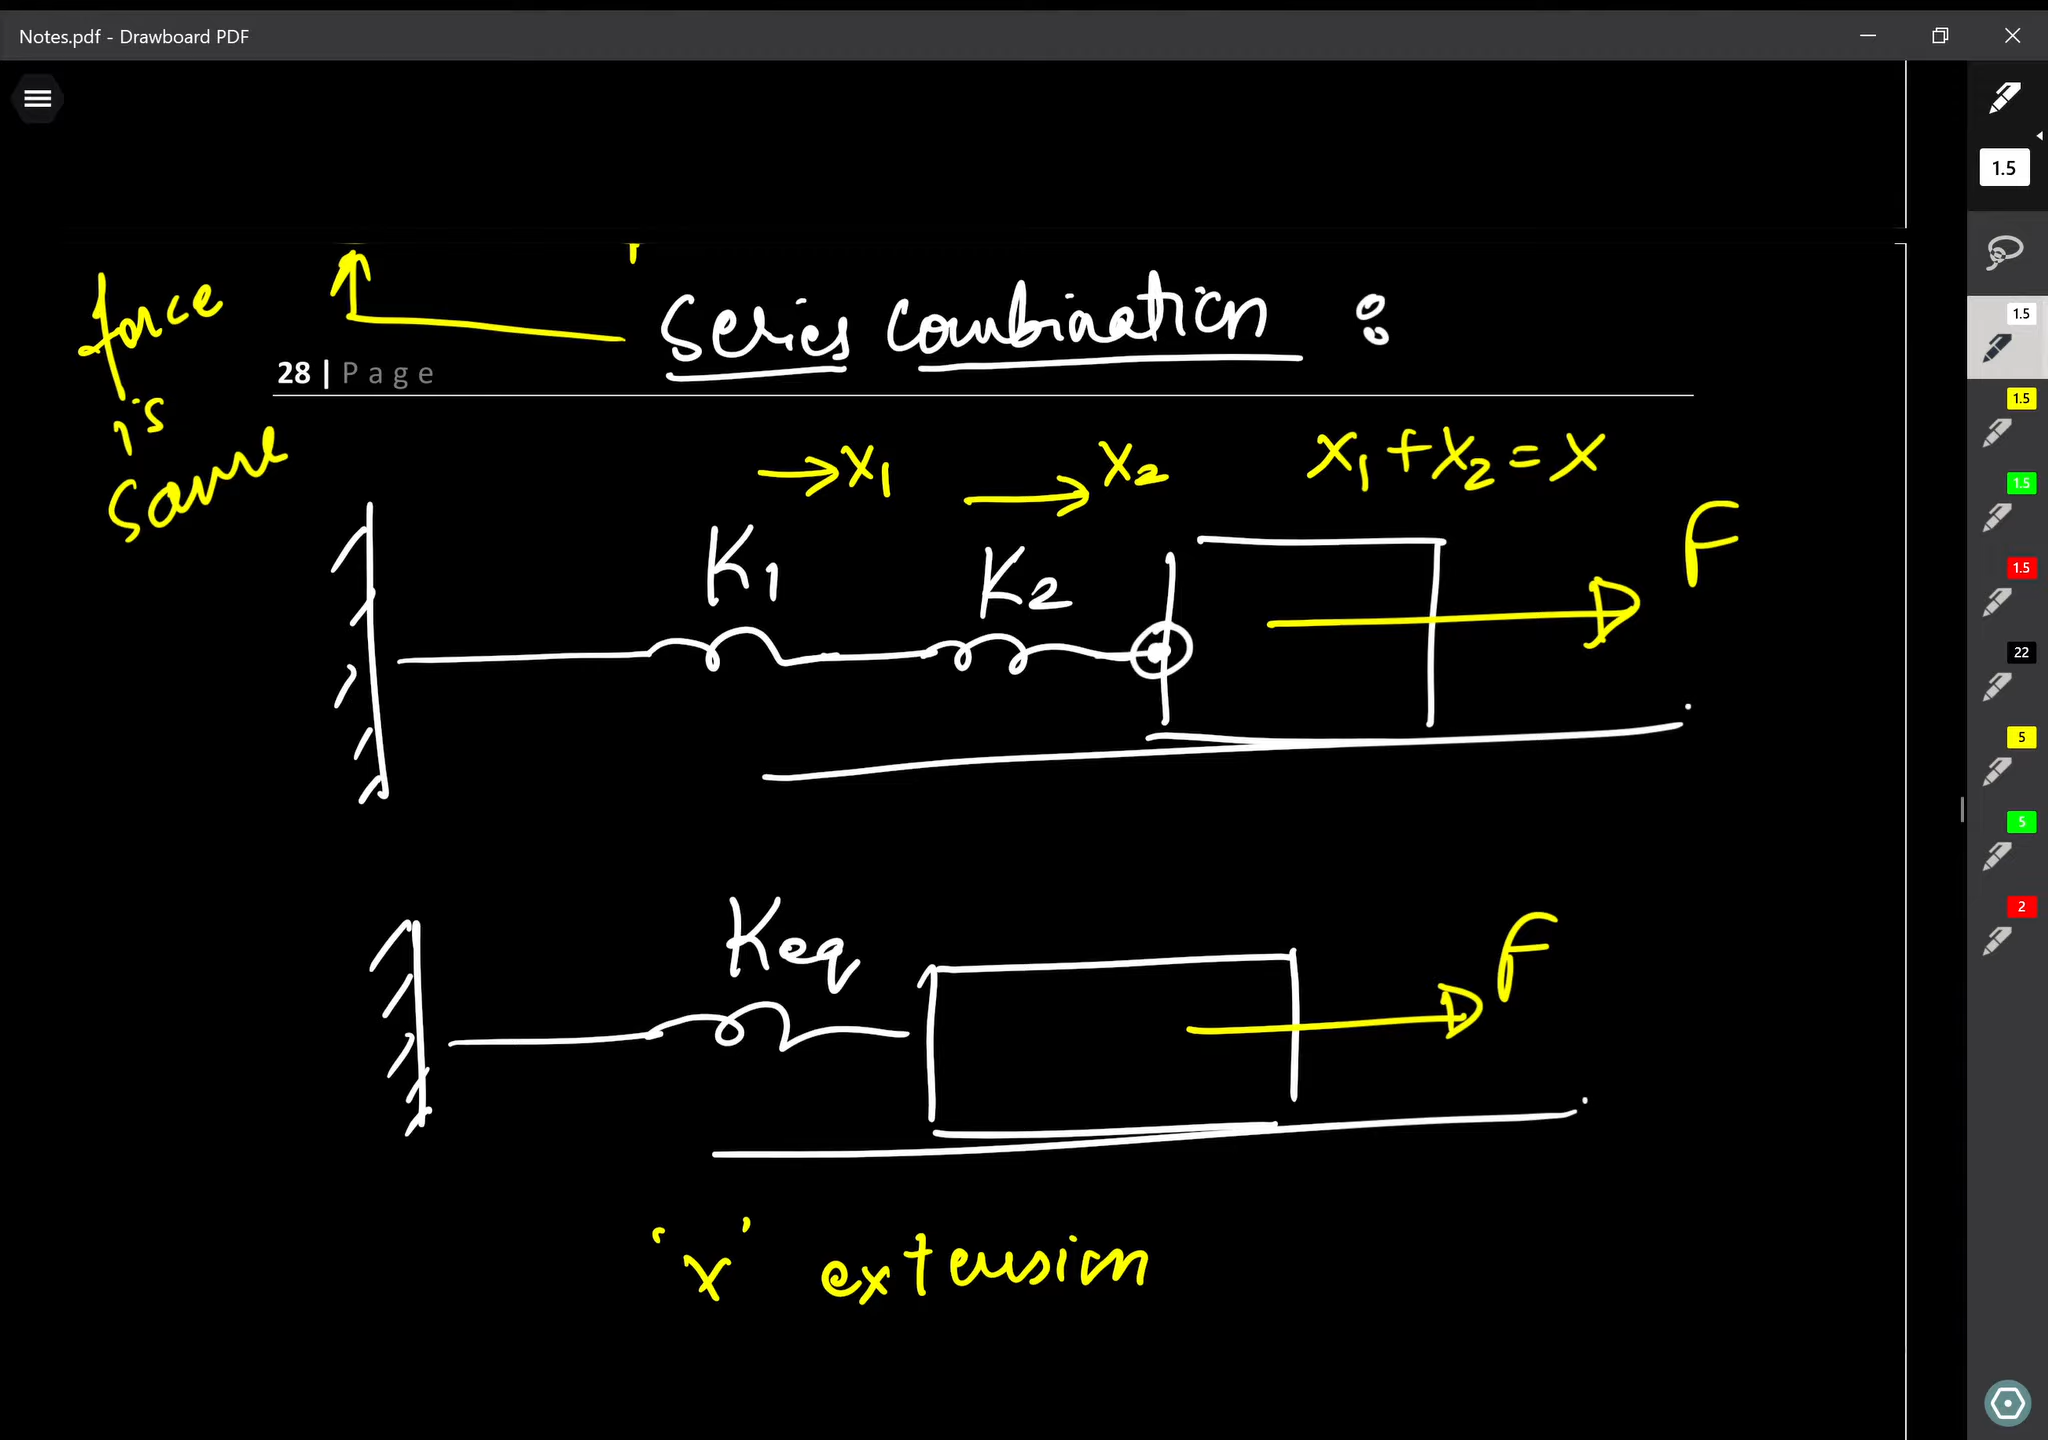 Notes.pdf - Drawboard PDF
1.5
force is same
Series Combination :
28 | Page
→ x1
→ x2
x1 + x2 = x
K1
K2
F
Keq
F
'x' extension
1.5
1.5
1.5
1.5
22
5
5
2